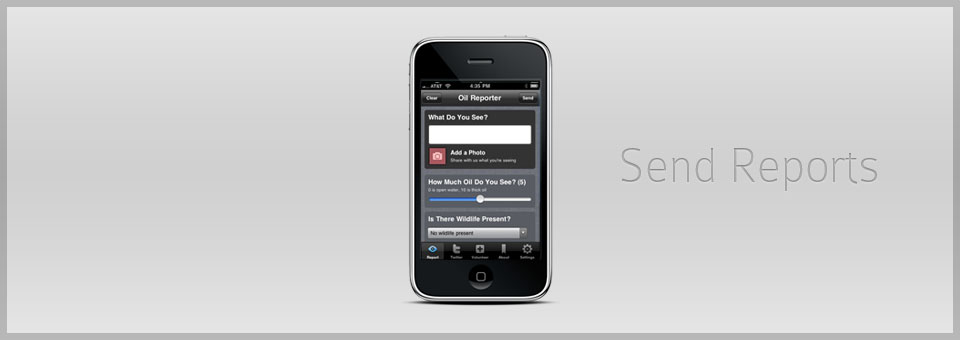 AT&T 4:35 PM
Clear Oil Reporter Send
What Do You See?
Add a Photo
Share with us what you're seeing
How Much Oil Do You See? (5)
0 is open water, 10 is thick oil
Is There Wildlife Present?
No wildlife present
Report Twitter Volunteer About Settings
Send Reports